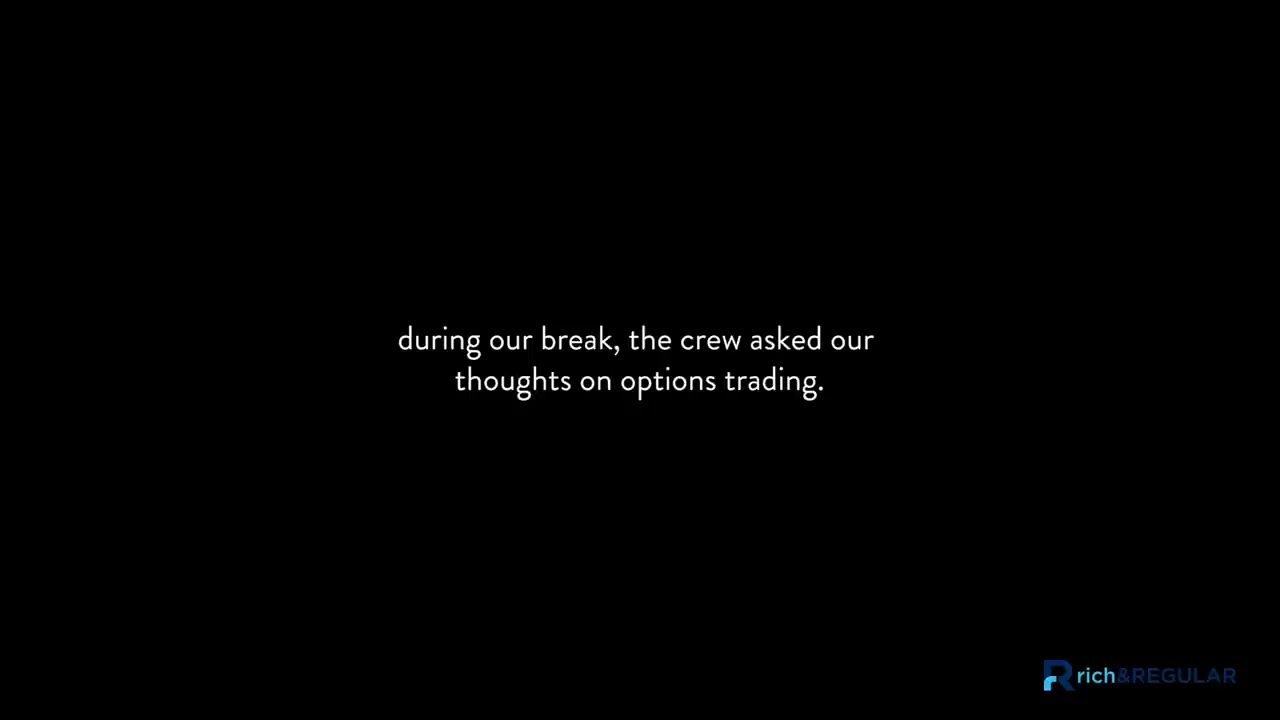 during our break, the crew asked our
thoughts on options trading.
rich&REGULAR